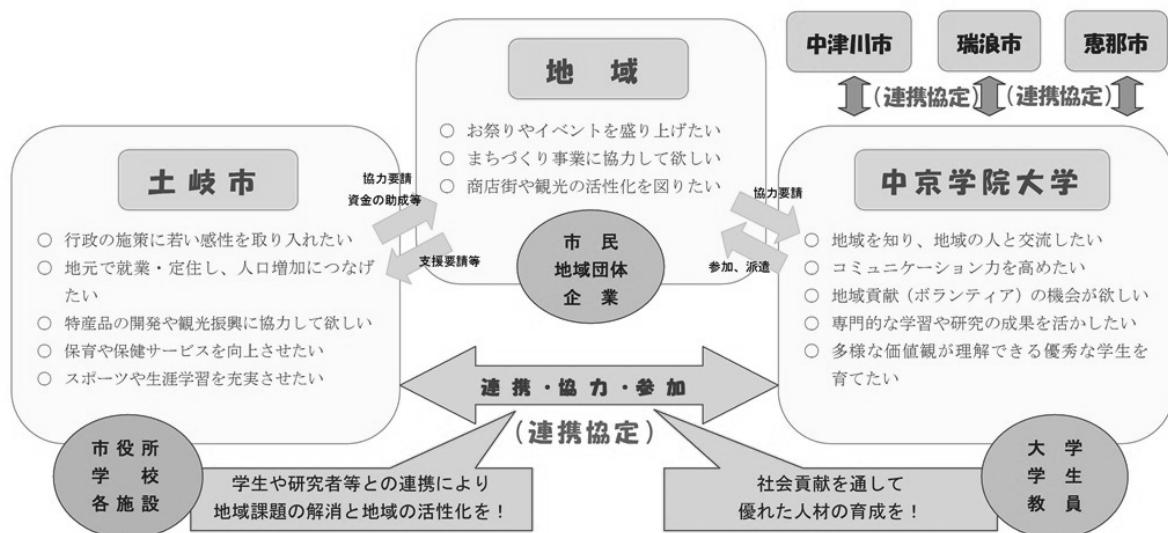 地域
○ お祭りやイベントを盛り上げたい
○ まちづくり事業に協力して欲しい
○ 商店街や観光の活性化を図りたい
市民
地域団体
企業
中津川市
瑞浪市
恵那市
(連携協定)
(連携協定)
土岐市
○ 行政の施策に若い感性を取り入れたい
○ 地元で就業・定住し、人口増加につなげ
たい
○ 特産品の開発や観光振興に協力して欲しい
○ 保育や保健サービスを向上させたい
○ スポーツや生涯学習を充実させたい
市役所
学校
各施設
協力要請
資金の助成等
支援要請等
協力要請
参加、派遣
中京学院大学
○ 地域を知り、地域の人と交流したい
○ コミュニケーション力を高めたい
○ 地域貢献(ボランティア)の機会が欲しい
○ 専門的な学習や研究の成果を活かしたい
○ 多様な価値観が理解できる優秀な学生を
育てたい
大学
学生
教員
連携・協力・参加
(連携協定)
学生や研究者等との連携により
地域課題の解消と地域の活性化を!
社会貢献を通して
優れた人材の育成を!